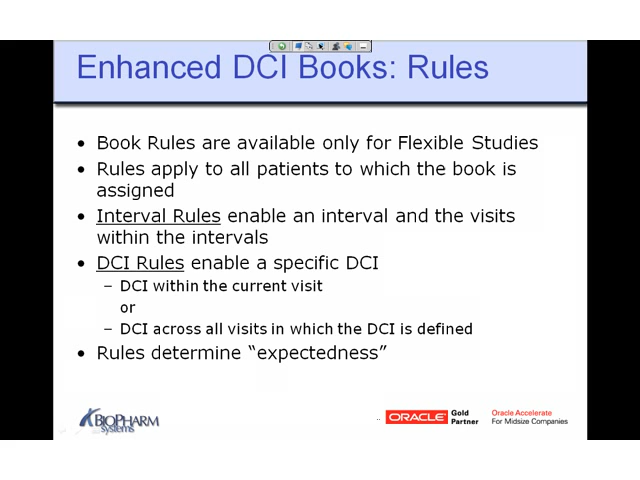 Enhanced DCI Books: Rules
• Book Rules are available only for Flexible Studies
• Rules apply to all patients to which the book is
assigned
• Interval Rules enable an interval and the visits
within the intervals
• DCI Rules enable a specific DCI
– DCI within the current visit
or
– DCI across all visits in which the DCI is defined
• Rules determine “expectedness”
BIOPHARM
systems
ORACLE
Gold
Partner
Oracle Accelerate
For Midsize Companies